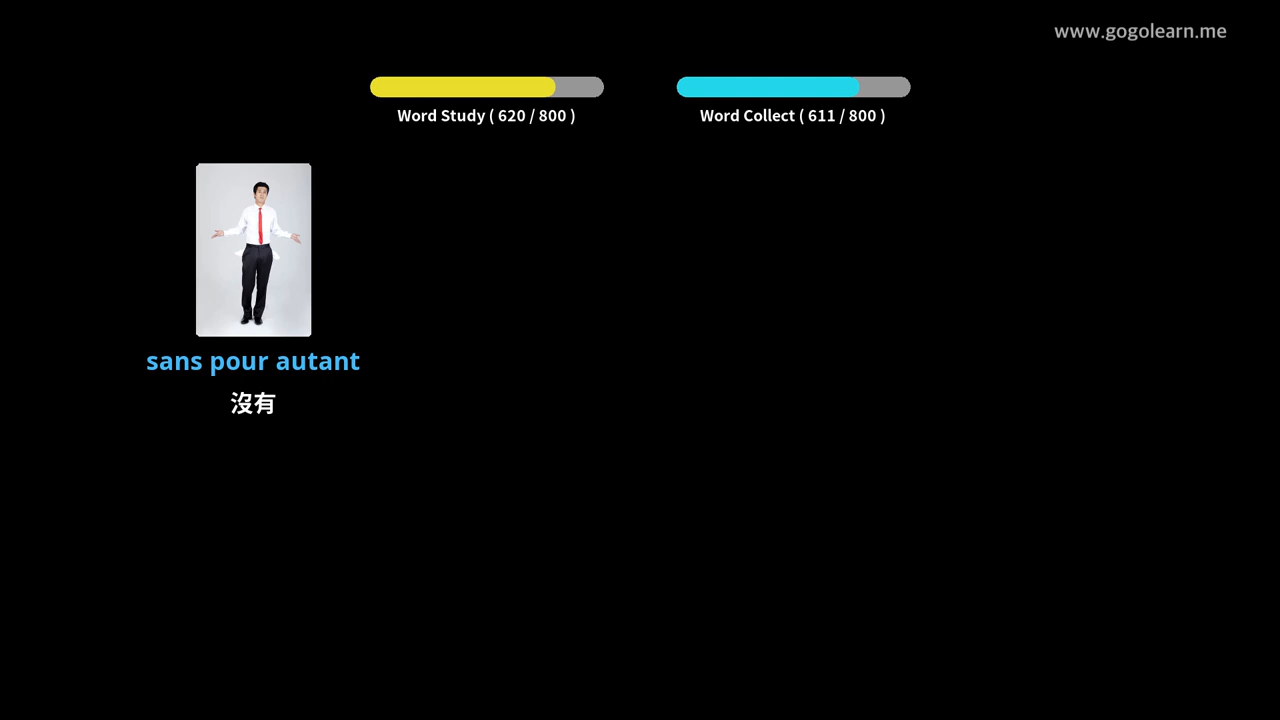 www.gogolearn.me
Word Study ( 620 / 800 )
Word Collect ( 611 / 800 )
sans pour autant
沒有